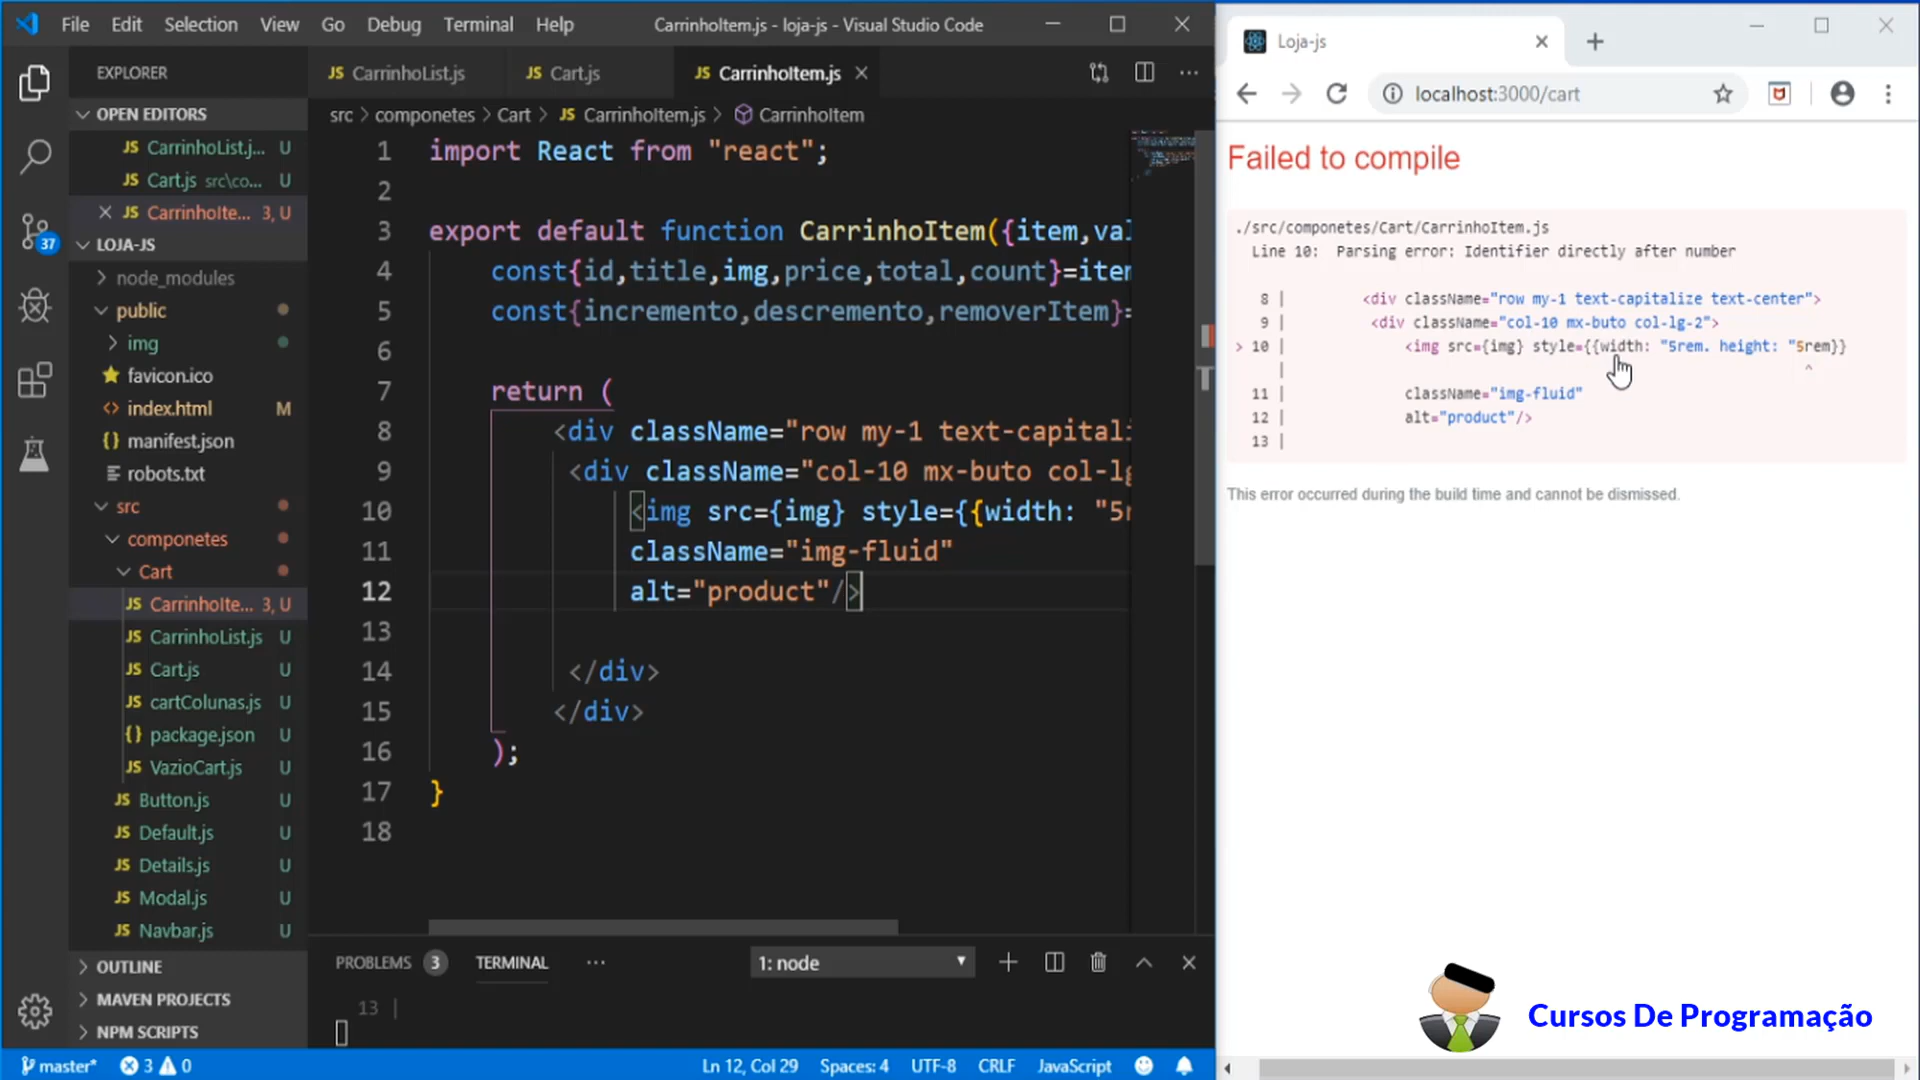 File Edit Selection View Go Debug Terminal Help
CarrinhoItem.js - loja-js - Visual Studio Code
EXPLORER
OPEN EDITORS
CarrinhoList.j... U
Cart.js src\co... U
CarrinhoIte... 3, U
37
LOJA-JS
node_modules
public
img
favicon.ico
index.html M
manifest.json
robots.txt
src
componetes
Cart
CarrinhoIte... 3, U
CarrinhoList.js U
Cart.js U
cartColunas.js U
package.json U
VazioCart.js U
Button.js U
Default.js U
Details.js U
Modal.js U
Navbar.js U
OUTLINE
MAVEN PROJECTS
NPM SCRIPTS
JS CarrinhoList.js JS Cart.js JS CarrinhoItem.js
src > componetes > Cart > JS CarrinhoItem.js > CarrinhoItem
1 import React from "react";
2
3 export default function CarrinhoItem({item,val
4 const{id,title,img,price,total,count}=item
5 const{incremento,descremento,removerItem}=
6
7 return (
8 <div className="row my-1 text-capitali
9 <div className="col-10 mx-buto col-lg
10 <img src={img} style={{width: "5r
11 className="img-fluid"
12 alt="product"/>
13
14 </div>
15 </div>
16 );
17 }
18
PROBLEMS 3 TERMINAL ... 1: node
13 |
master* 3 0 Ln 12, Col 29 Spaces: 4 UTF-8 CRLF JavaScript
Loja-js
localhost:3000/cart
Failed to compile
./src/componetes/Cart/CarrinhoItem.js
Line 10: Parsing error: Identifier directly after number
8 | <div className="row my-1 text-capitalize text-center">
9 | <div className="col-10 mx-buto col-lg-2">
> 10 | <img src={img} style={{width: "5rem. height: "5rem}}
| ^
11 | className="img-fluid"
12 | alt="product"/>
13 |
This error occurred during the build time and cannot be dismissed.
Cursos De Programação